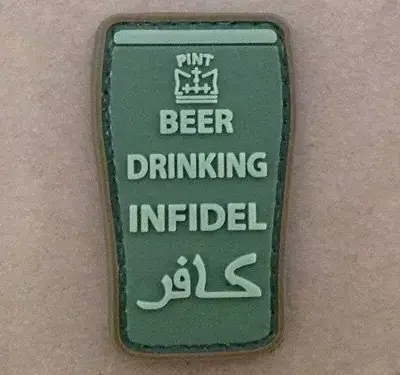 PINT
BEER
DRINKING
INFIDEL
كافر